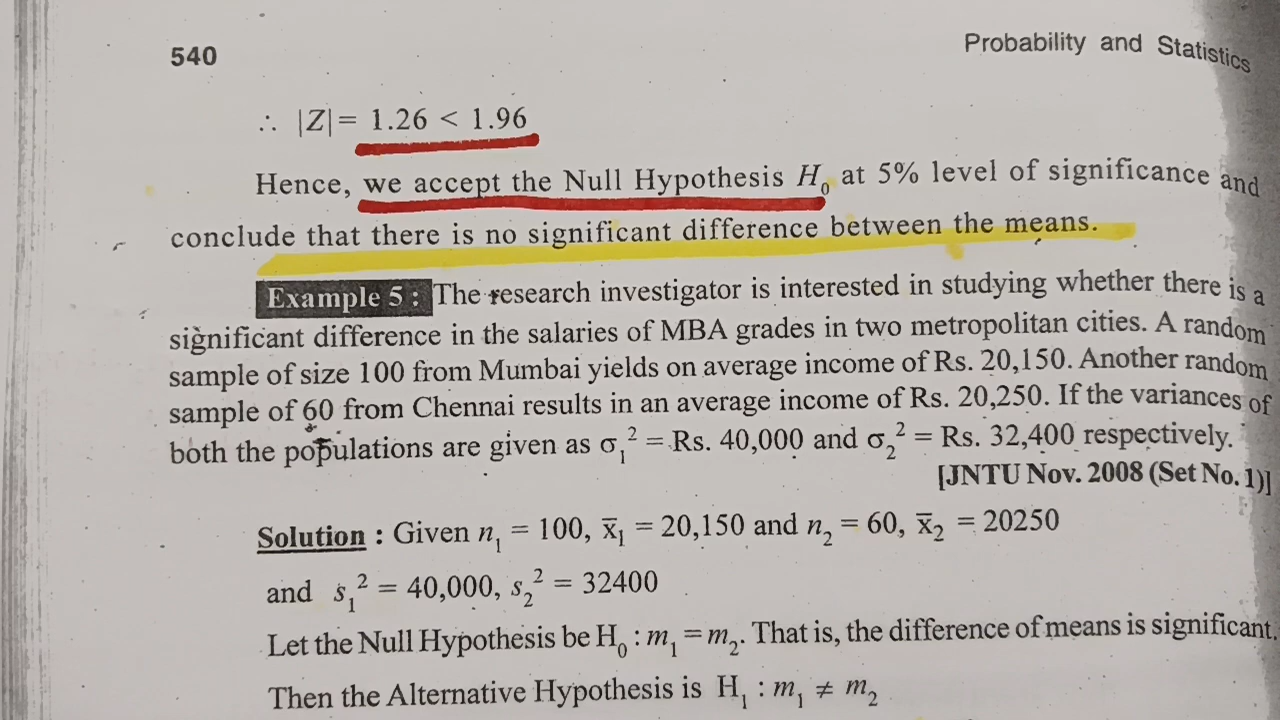 540
Probability and Statistics
∴ |Z| = 1.26 < 1.96
Hence, we accept the Null Hypothesis H₀ at 5% level of significance and
conclude that there is no significant difference between the means.
Example 5 : The research investigator is interested in studying whether there is a
significant difference in the salaries of MBA grades in two metropolitan cities. A random
sample of size 100 from Mumbai yields on average income of Rs. 20,150. Another random
sample of 60 from Chennai results in an average income of Rs. 20,250. If the variances of
both the populations are given as σ₁² = Rs. 40,000 and σ₂² = Rs. 32,400 respectively.
[JNTU Nov. 2008 (Set No. 1)]
Solution : Given n₁ = 100, x̄₁ = 20,150 and n₂ = 60, x̄₂ = 20250
and s₁² = 40,000, s₂² = 32400
Let the Null Hypothesis be H₀ : m₁ = m₂. That is, the difference of means is significant.
Then the Alternative Hypothesis is H₁ : m₁ ≠ m₂